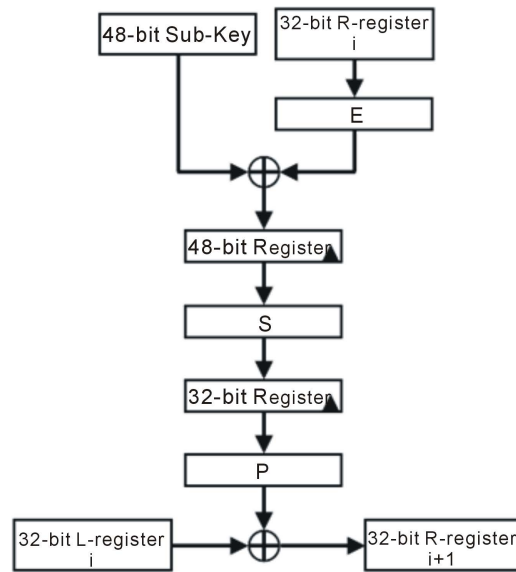 48-bit Sub-Key
32-bit R-register
i
E
48-bit Register
S
32-bit Register
P
32-bit L-register
i
32-bit R-register
i+1